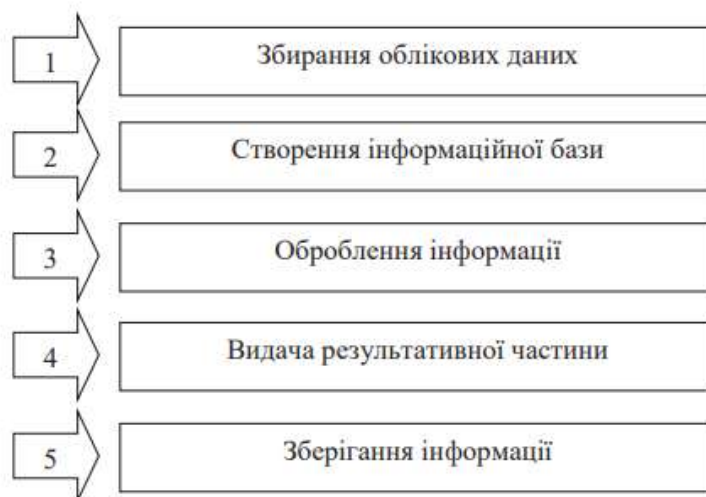 1 Збирання облікових даних
2 Створення інформаційної бази
3 Оброблення інформації
4 Видача результативної частини
5 Зберігання інформації